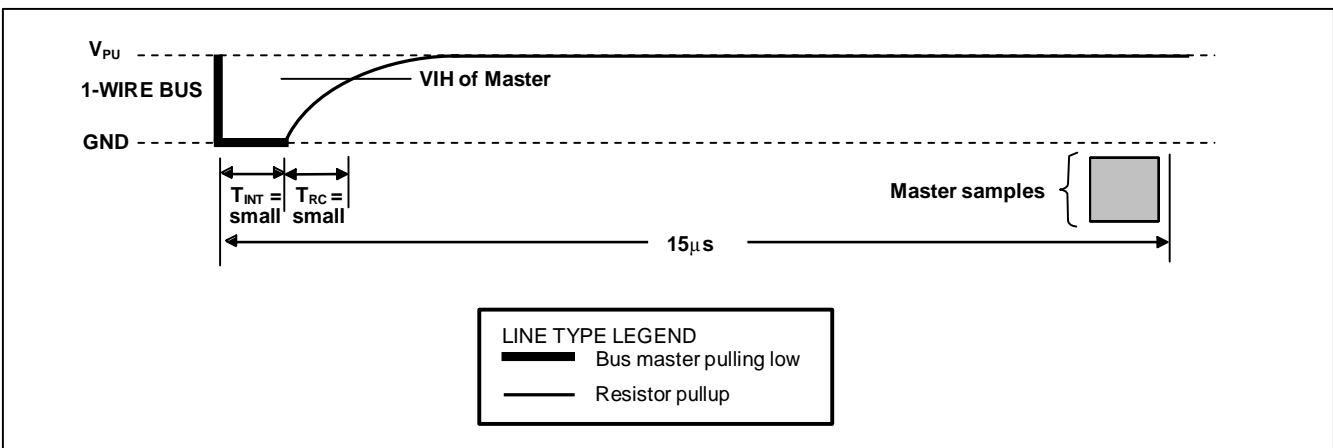 VPU
1-WIRE BUS
VIH of Master
GND
TINT =
small
TRC =
small
Master samples
15μs
LINE TYPE LEGEND
Bus master pulling low
Resistor pullup